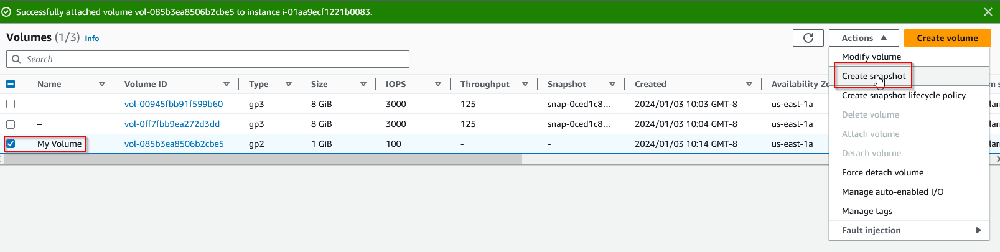 Successfully attached volume vol-085b3ea8506b2cbe5 to instance i-01aa9ecf1221b0083.
Volumes (1/3) Info
Actions
Create volume
Search
Name Volume ID Type Size IOPS Throughput Snapshot Created Availability Zo
– vol-00945fbb91f599b60 gp3 8 GiB 3000 125 snap-0ced1c8... 2024/01/03 10:03 GMT-8 us-east-1a
– vol-0ff7fbb9ea272d3dd gp3 8 GiB 3000 125 snap-0ced1c8... 2024/01/03 10:04 GMT-8 us-east-1a
My Volume vol-085b3ea8506b2cbe5 gp2 1 GiB 100 - - 2024/01/03 10:14 GMT-8 us-east-1a
Modify volume
Create snapshot
Create snapshot lifecycle policy
Delete volume
Attach volume
Detach volume
Force detach volume
Manage auto-enabled I/O
Manage tags
Fault injection